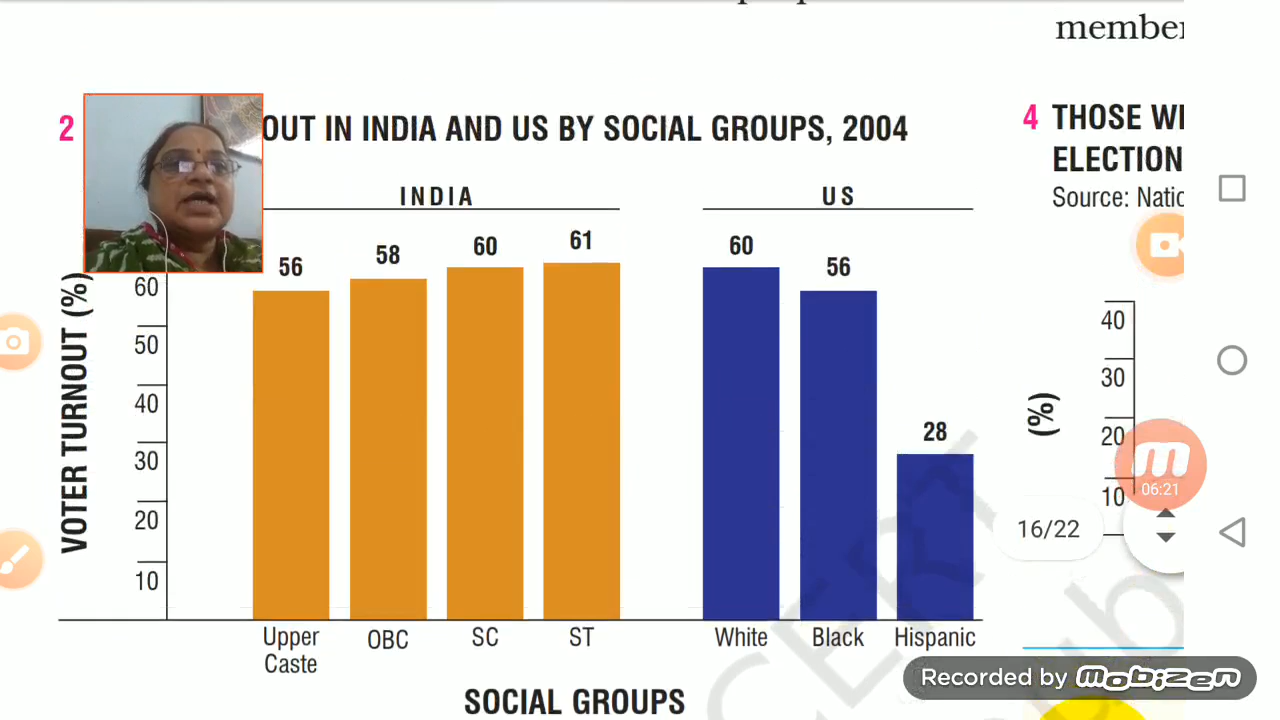 member
2 OUT IN INDIA AND US BY SOCIAL GROUPS, 2004
4 THOSE
ELECTION
Source:
INDIA
US
56
58
60
61
60
56
28
VOTER TURNOUT (%)
60
50
40
30
20
10
Upper Caste
OBC
SC
ST
White
Black
Hispanic
SOCIAL GROUPS
40
30
20
10
(%)
06:21
16/22
Recorded by mobizen